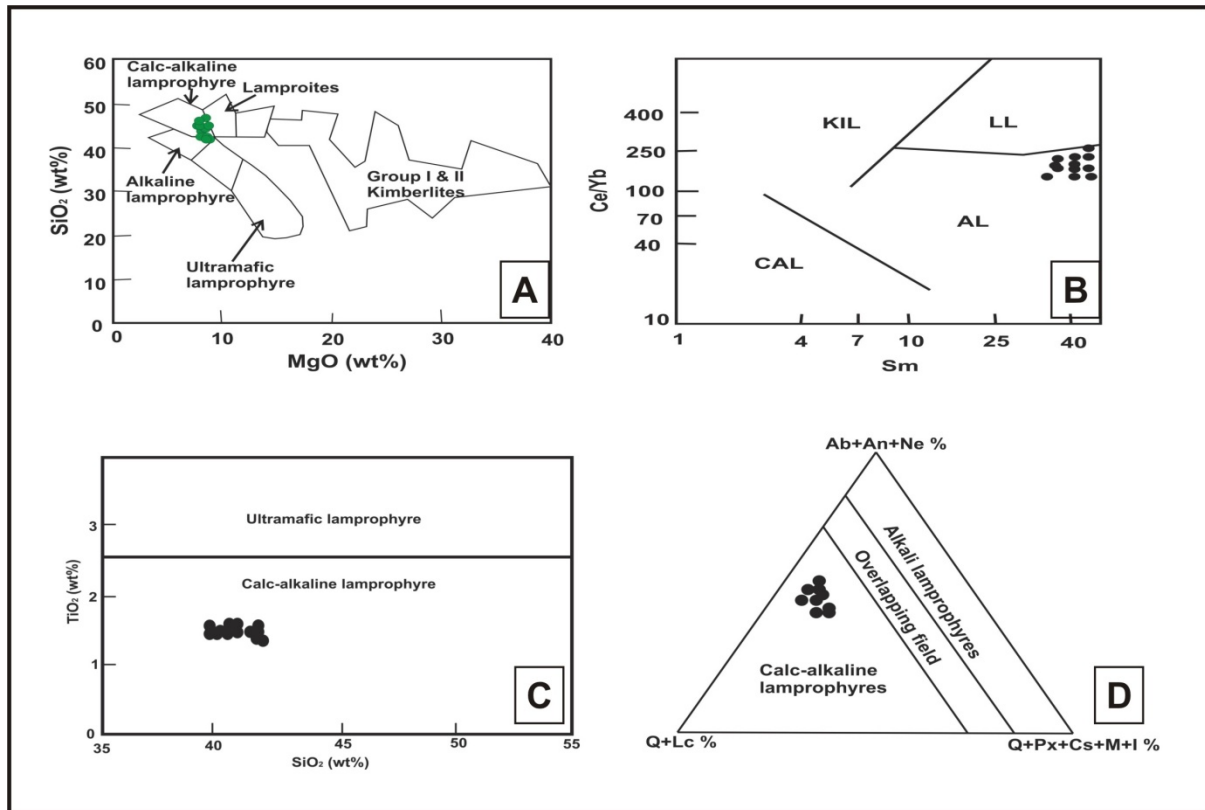 60
50
40
30
20
10
0
SiO₂ (wt%)
Calc-alkaline
lamprophyre
Lamproites
Alkaline
lamprophyre
Group I & II
Kimberlites
Ultramafic
lamprophyre
A
0
10
20
30
40
MgO (wt%)
400
250
100
70
40
10
Ce/Yb
KIL
LL
AL
CAL
B
1
4
7
10
25
40
Sm
3
2
1
0
TiO₂ (wt%)
Ultramafic lamprophyre
Calc-alkaline lamprophyre
C
35
40
45
50
55
SiO₂ (wt%)
Ab+An+Ne %
Alkali lamprophyres
Overlapping field
Calc-alkaline
lamprophyres
D
Q+Lc %
Q+Px+Cs+M+I %